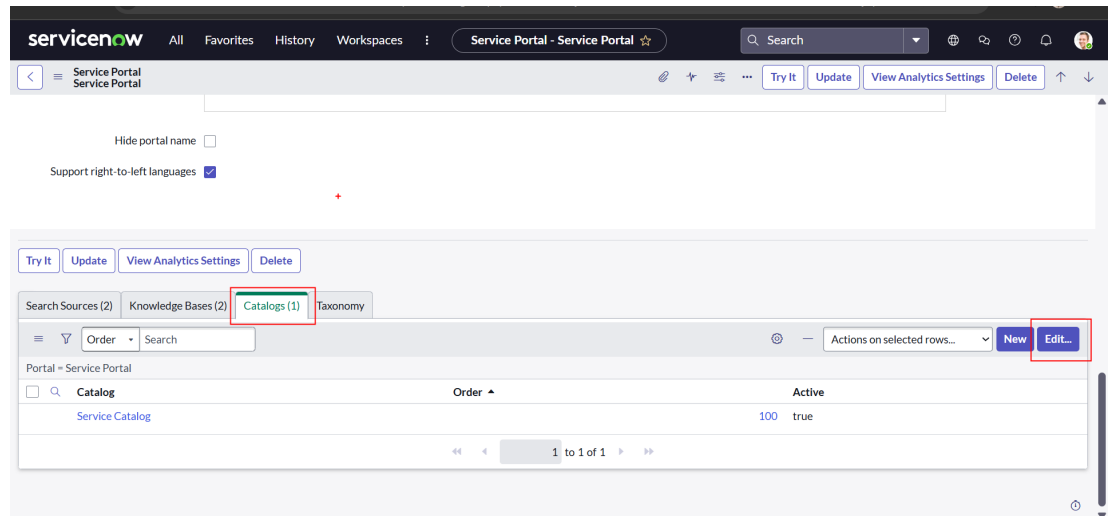 servicenow All Favorites History Workspaces Service Portal - Service Portal Search
Service Portal
Service Portal
Try It Update View Analytics Settings Delete
Hide portal name
Support right-to-left languages
Try It Update View Analytics Settings Delete
Search Sources (2) Knowledge Bases (2) Catalogs (1) Taxonomy
Order Search Actions on selected rows... New Edit...
Portal = Service Portal
Catalog Order Active
Service Catalog 100 true
1 to 1 of 1